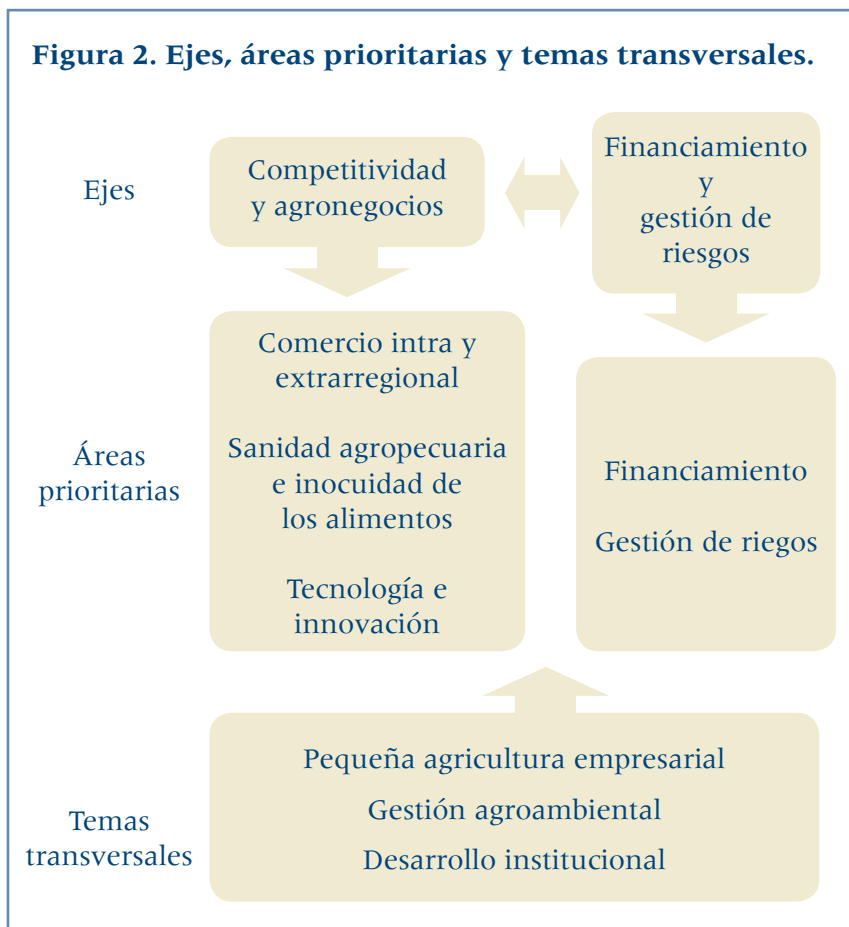 Figura 2. Ejes, áreas prioritarias y temas transversales.
Ejes
Competitividad
y agronegocios
Financiamiento
y
gestión de
riesgos
Áreas
prioritarias
Comercio intra y
extrarregional
Sanidad agropecuaria
e inocuidad de
los alimentos
Tecnología e
innovación
Financiamiento
Gestión de riegos
Temas
transversales
Pequeña agricultura empresarial
Gestión agroambiental
Desarrollo institucional